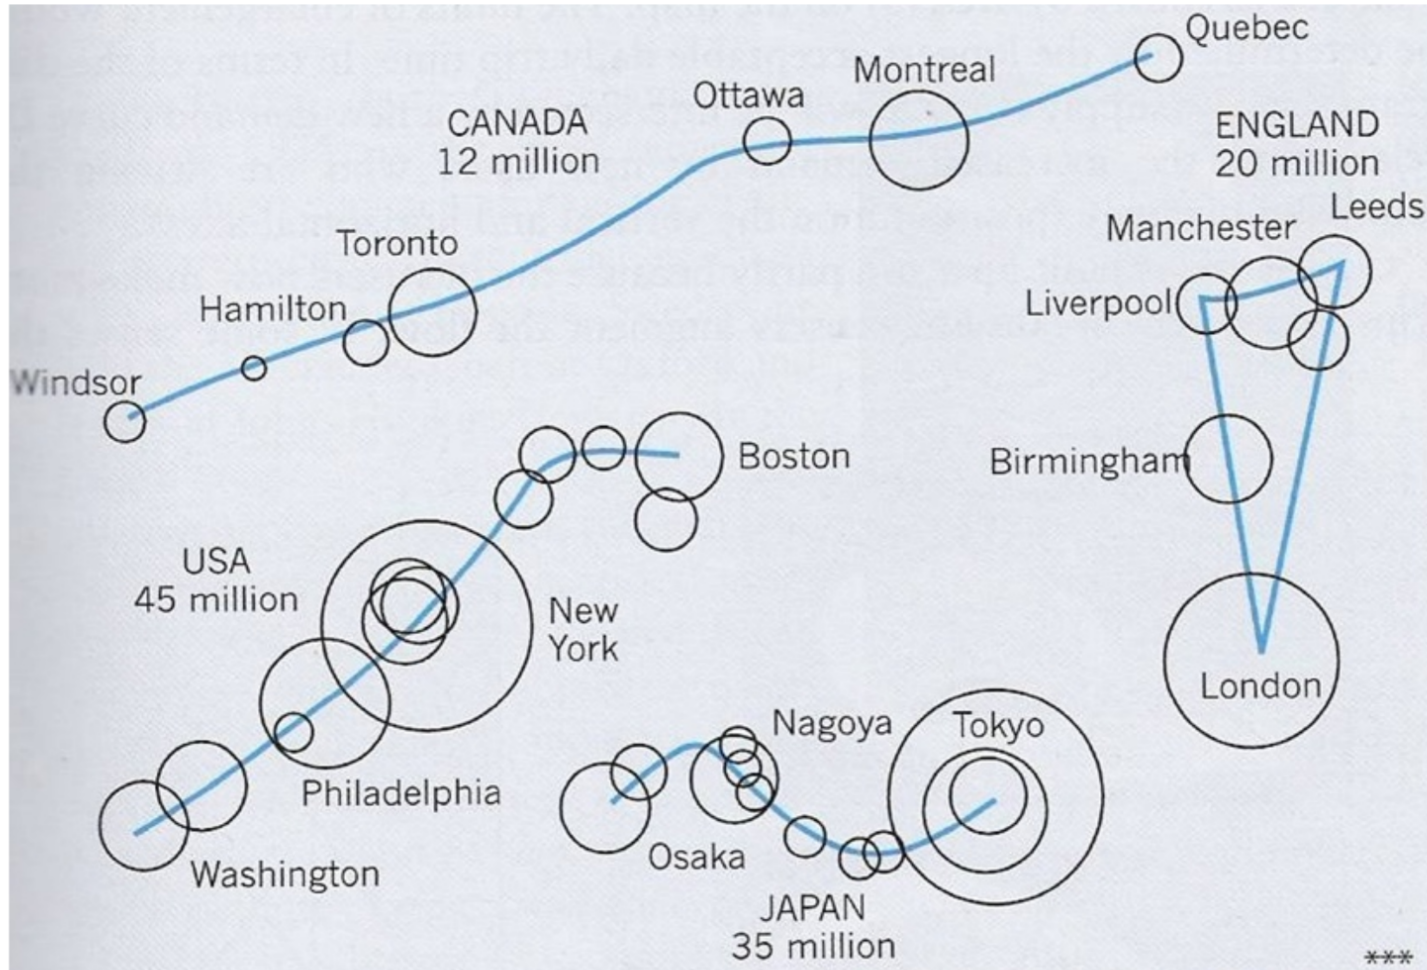 Quebec
Montreal
Ottawa
CANADA
12 million
ENGLAND
20 million
Leeds
Manchester
Toronto
Hamilton
Liverpool
Windsor
Boston
Birmingham
USA
45 million
New
York
London
Nagoya
Tokyo
Philadelphia
Osaka
Washington
JAPAN
35 million
***